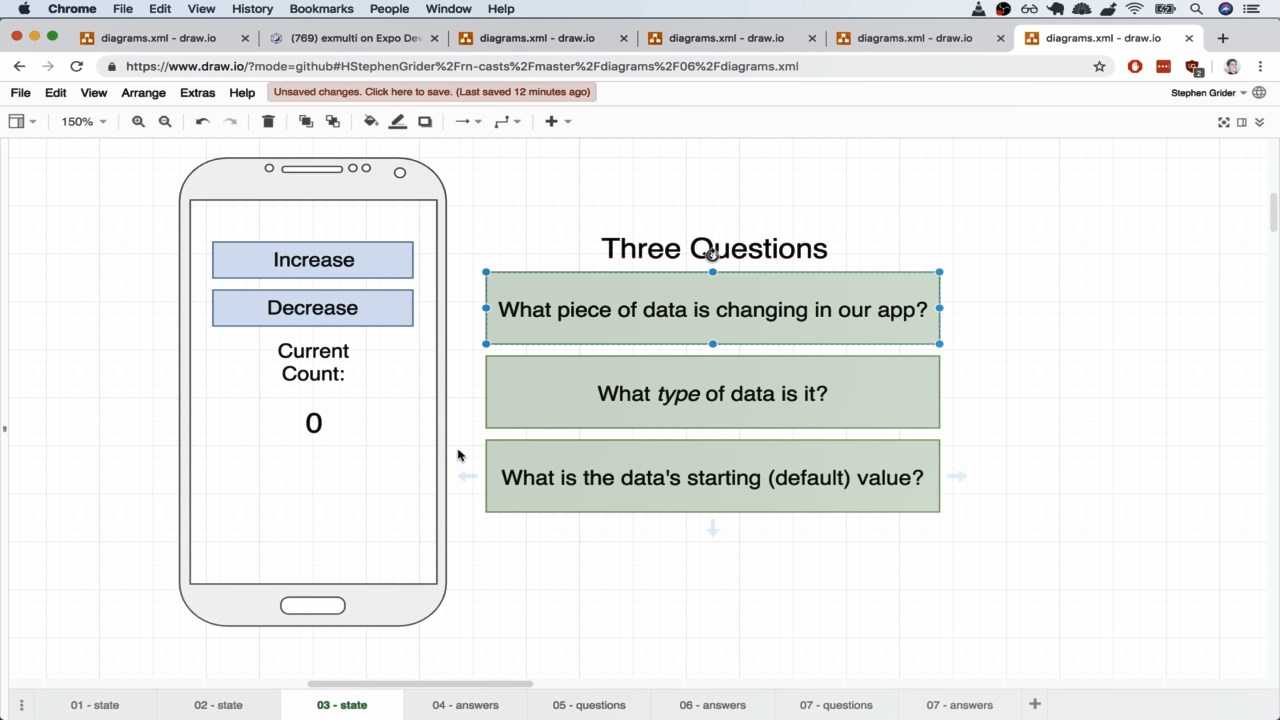 Chrome File Edit View History Bookmarks People Window Help
diagrams.xml - draw.io
(769) exmulti on Expo Dev
diagrams.xml - draw.io
diagrams.xml - draw.io
diagrams.xml - draw.io
diagrams.xml - draw.io
https://www.draw.io/?mode=github#HStephenGrider%2Frn-casts%2Fmaster%2Fdiagrams%2F06%2Fdiagrams.xml
2
File Edit View Arrange Extras Help
Unsaved changes. Click here to save. (Last saved 12 minutes ago)
Stephen Grider
150%
Increase
Decrease
Current
Count:
0
Three Questions
What piece of data is changing in our app?
What type of data is it?
What is the data's starting (default) value?
01 - state
02 - state
03 - state
04 - answers
05 - questions
06 - answers
07 - questions
07 - answers